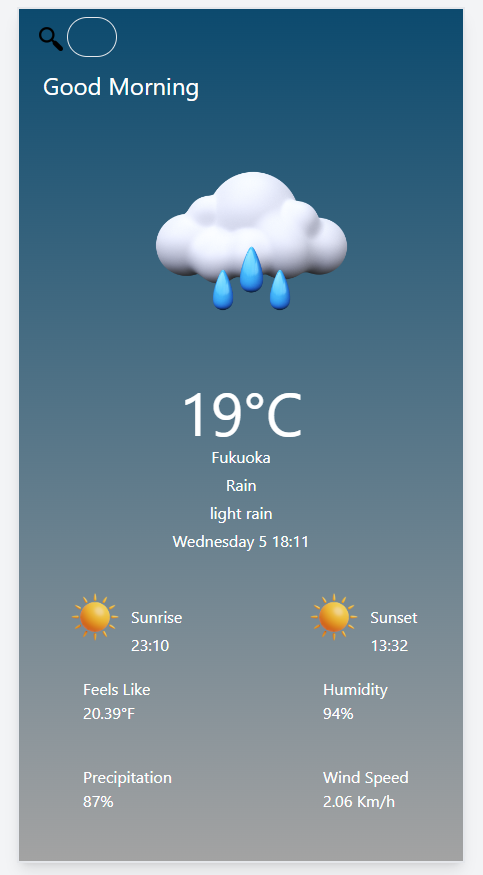 Good Morning
19°C
Fukuoka
Rain
light rain
Wednesday 5 18:11
Sunrise
23:10
Sunset
13:32
Feels Like
20.39°F
Humidity
94%
Precipitation
87%
Wind Speed
2.06 Km/h